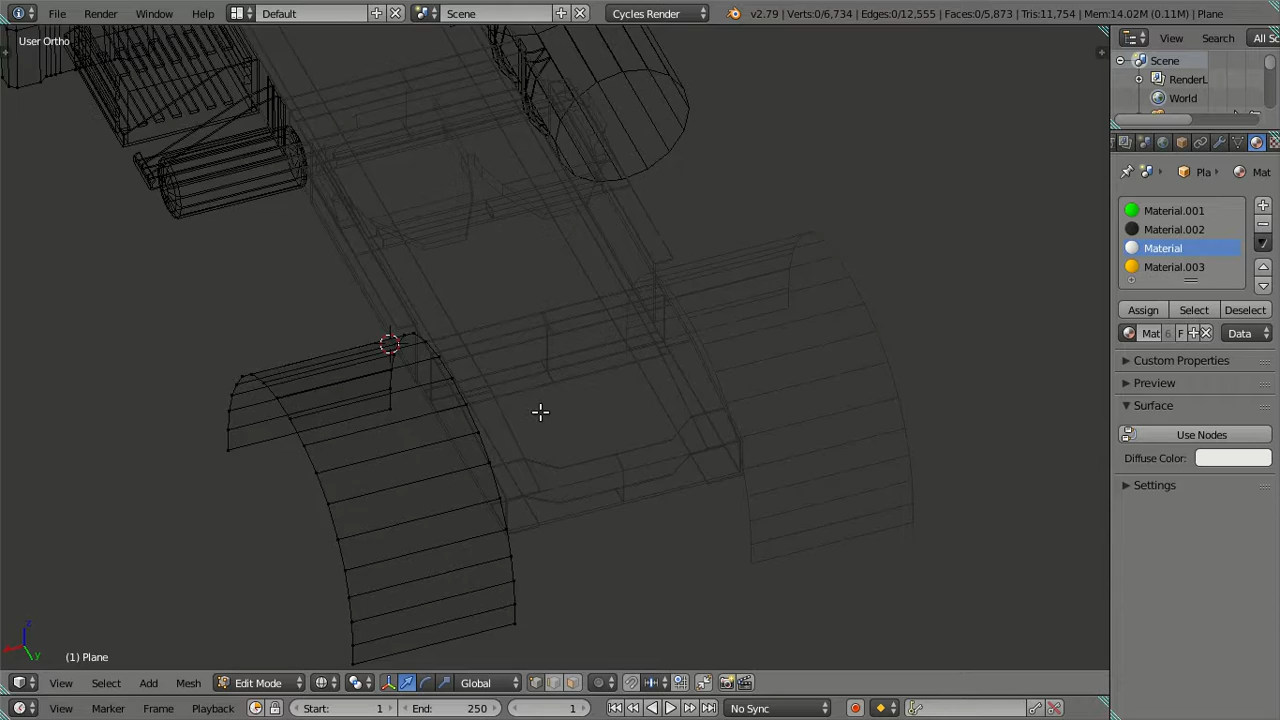 File Render Window Help Default Scene Cycles Render v2.79 | Verts:0/6,734 | Edges:0/12,555 | Faces:0/5,873 | Tris:11,754 | Mem:14.02M (0.11M) | Plane
User Ortho
View Search All Sc
Scene
RenderL
World
Pla Mat
Material.001
Material.002
Material
Material.003
Assign Select Deselect
Mat 6 F Data
Custom Properties
Preview
Surface
Use Nodes
Diffuse Color:
Settings
z
y
(1) Plane
View Select Add Mesh Edit Mode Global
View Marker Frame Playback Start: 1 End: 250 1 No Sync